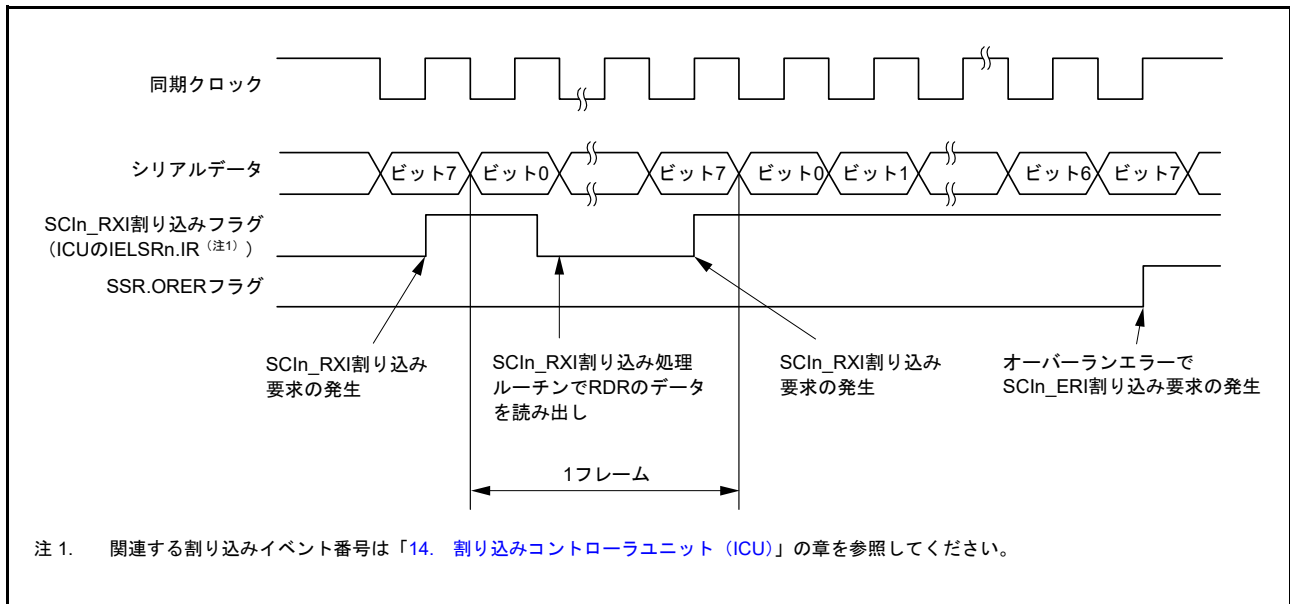 同期クロック
シリアルデータ
ビット7 ビット0 ビット7 ビット0 ビット1 ビット6 ビット7
SCIn_RXI割り込みフラグ
(ICUのIELSRn.IR (注1) )
SSR.ORERフラグ
SCIn_RXI割り込み
要求の発生
SCIn_RXI割り込み処理
ルーチンでRDRのデータ
を読み出し
SCIn_RXI割り込み
要求の発生
オーバーランエラーで
SCIn_ERI割り込み要求の発生
1フレーム
注 1. 関連する割り込みイベント番号は「14. 割り込みコントローラユニット（ICU）」の章を参照してください。